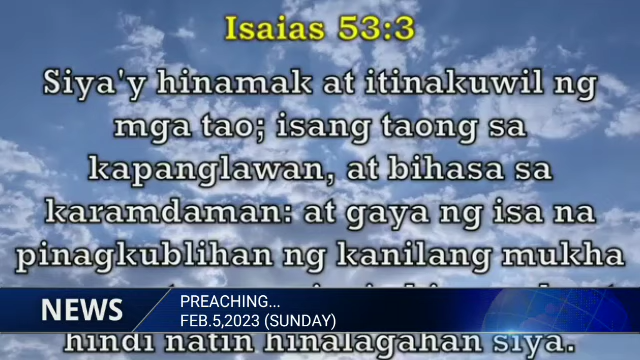 Isaias 53:3
Siya'y hinamak at itinakuwil ng
mga tao; isang taong sa
kapanglawan, at bihasa sa
karamdaman: at gaya ng isa na
pinagkublihan ng kanilang mukha
hindi natin hinalagahan siya.
NEWS
PREACHING...
FEB.5,2023 (SUNDAY)